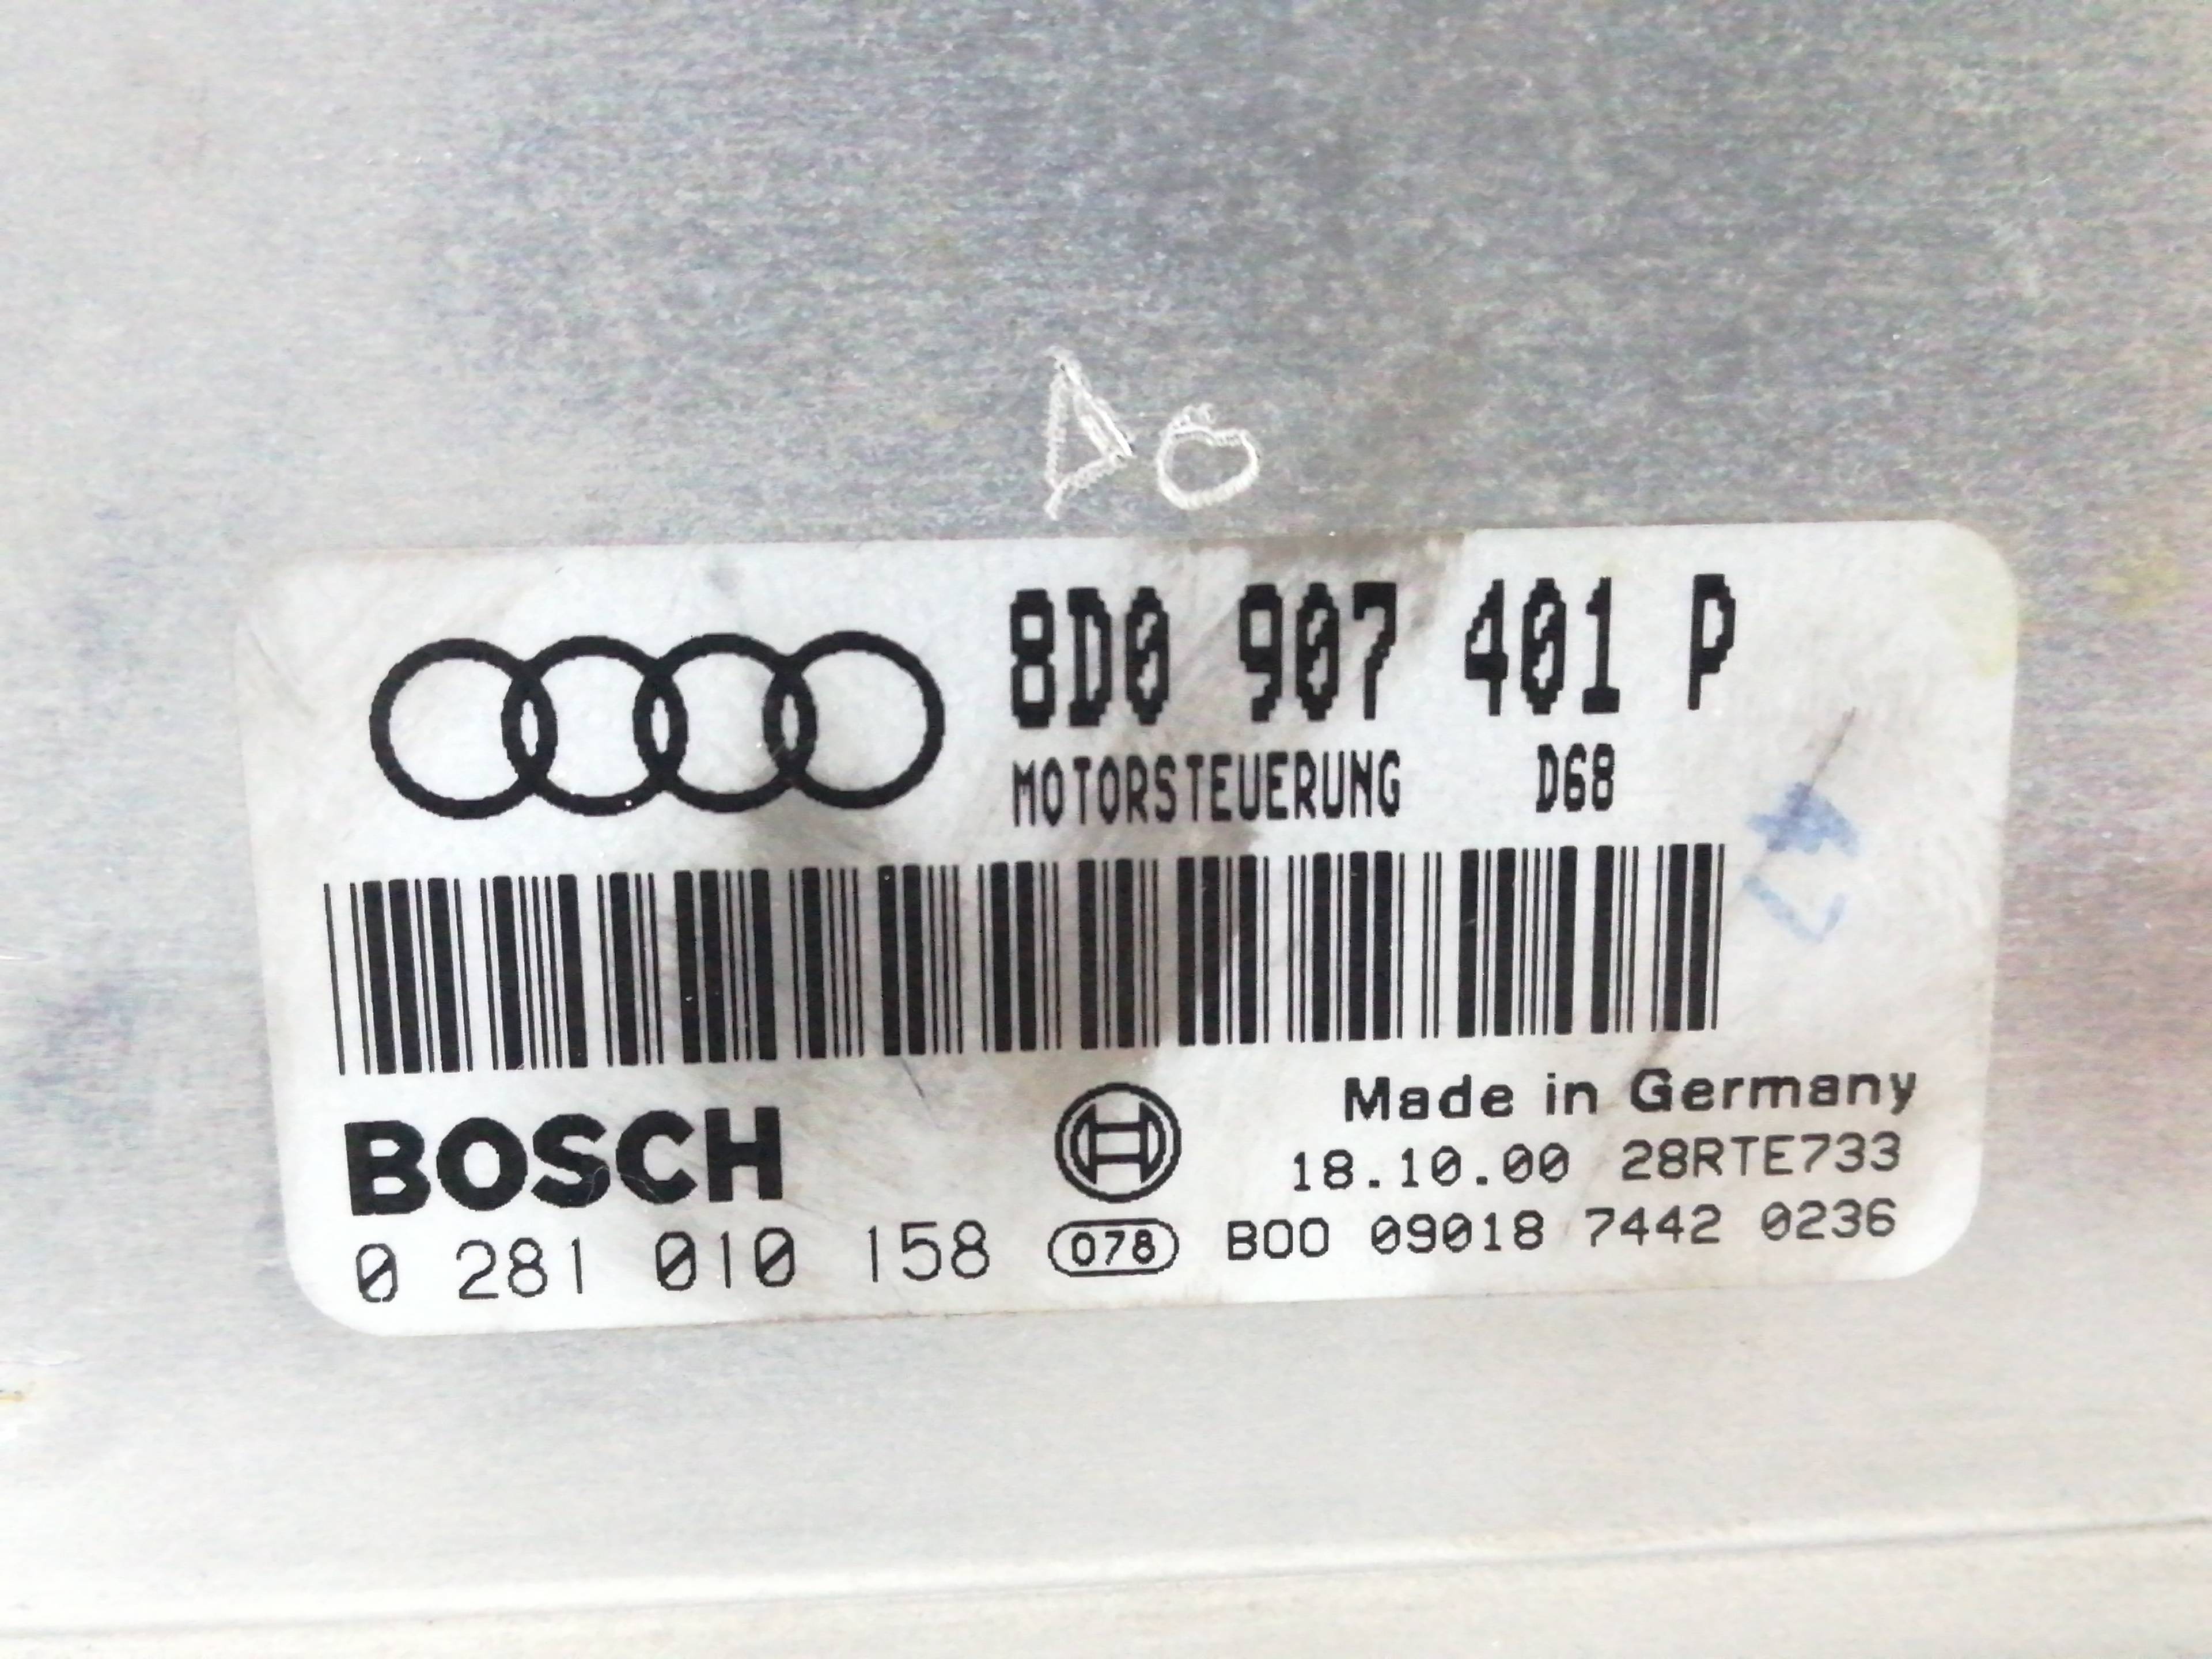 8D0 907 401 P
MOTORSTEUERUNG D68
BOSCH
Made in Germany
18.10.00 28RTE733
0 281 010 158 078 B00 09018 7442 0236